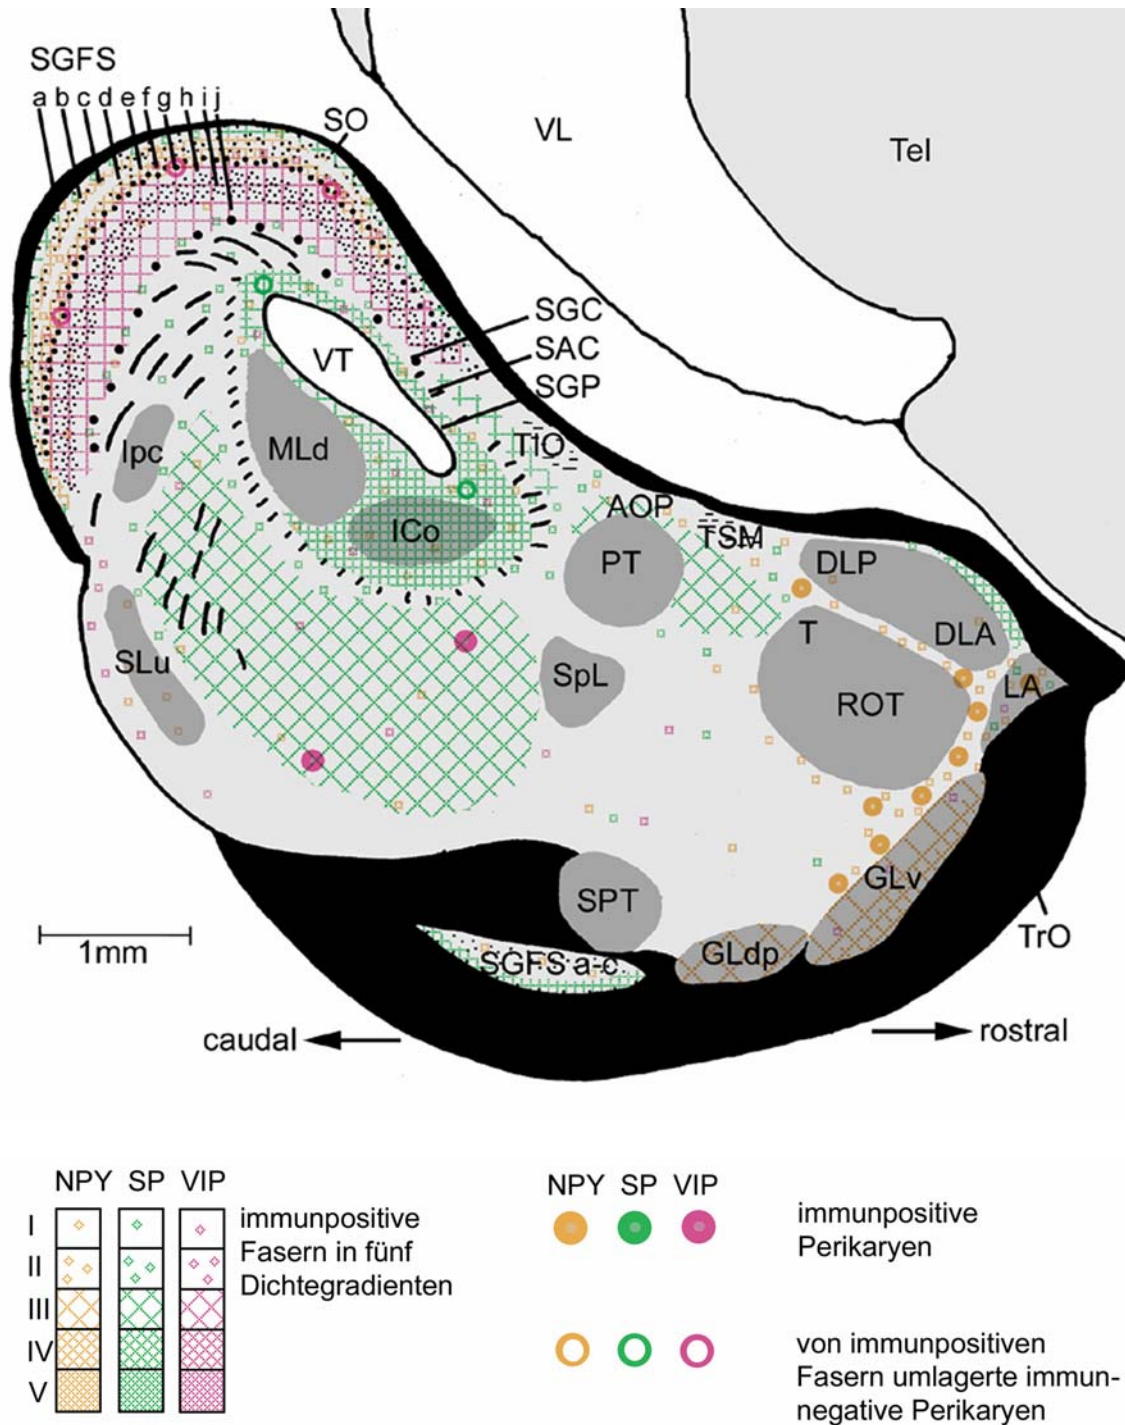 SGFS
a b c d e f g h i j
SO
VL
Tel
SGC
SAC
SGP
VT
TiO
Ipc
MLd
ICo
AOP
TSM
PT
DLP
T
DLA
SLu
SpL
ROT
LA
GLv
SPT
TrO
1mm
SGFS a-c
GLdp
caudal
rostral
NPY SP VIP
I
II
III
IV
V
immunpositive
Fasern in fünf
Dichtegradienten
NPY SP VIP
immunpositive
Perikaryen
von immunpositiven
Fasern umlagerte immun-
negative Perikaryen